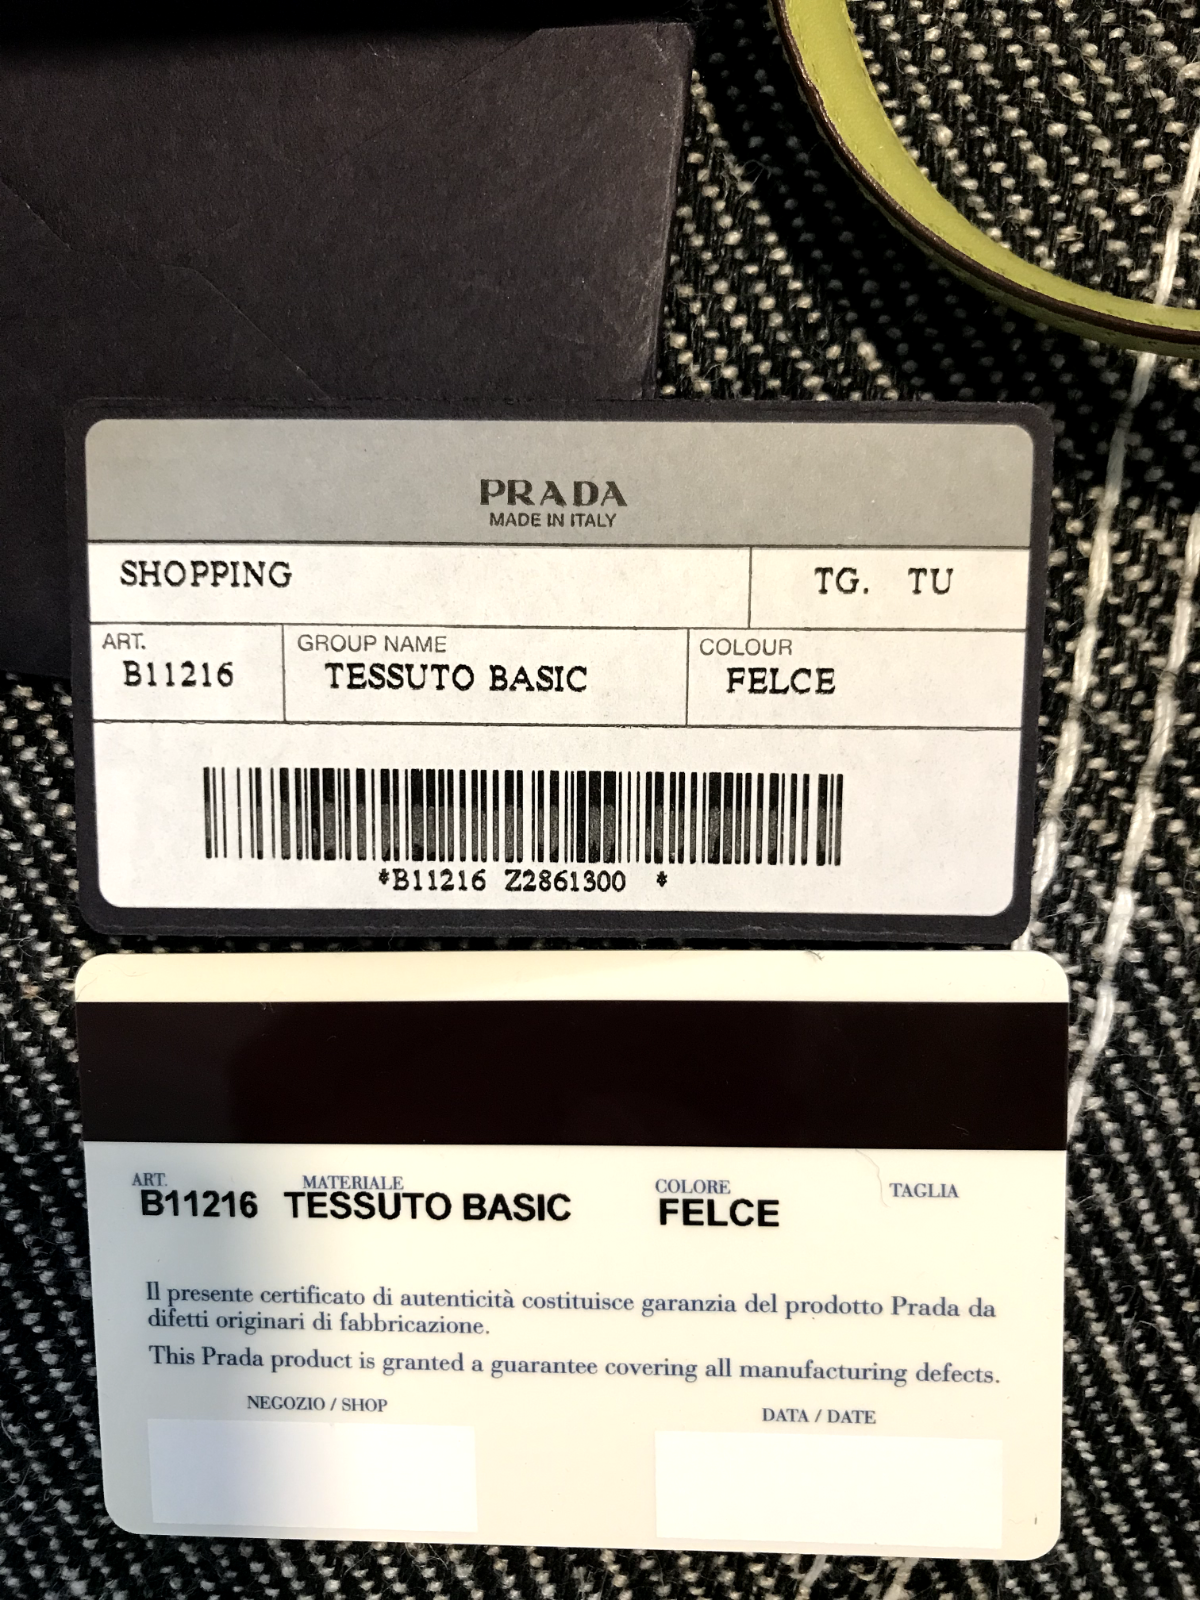 PRADA
MADE IN ITALY
SHOPPING
TG. TU
ART.
B11216
GROUP NAME
TESSUTO BASIC
COLOUR
FELCE
*B11216 Z2861300 *
ART.
B11216
MATERIALE
TESSUTO BASIC
COLORE
FELCE
TAGLIA
Il presente certificato di autenticità costituisce garanzia del prodotto Prada da
difetti originari di fabbricazione.
This Prada product is granted a guarantee covering all manufacturing defects.
NEGOZIO / SHOP
DATA / DATE